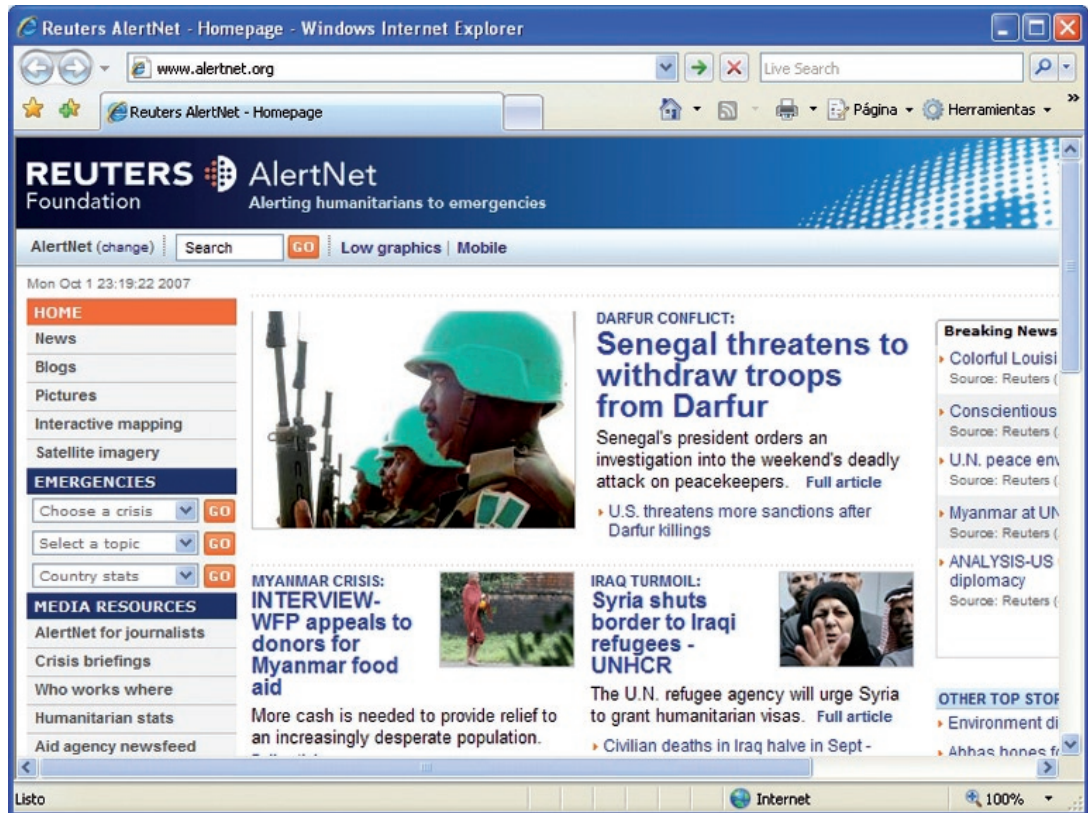 Reuters AlertNet - Homepage - Windows Internet Explorer
www.alertnet.org
Live Search
Reuters AlertNet - Homepage
Página
Herramientas
REUTERS
Foundation
AlertNet
Alerting humanitarians to emergencies
AlertNet (change)
Search
GO
Low graphics | Mobile
Mon Oct 1 23:19:22 2007
HOME
News
Blogs
Pictures
Interactive mapping
Satellite imagery
EMERGENCIES
Choose a crisis GO
Select a topic GO
Country stats GO
MEDIA RESOURCES
AlertNet for journalists
Crisis briefings
Who works where
Humanitarian stats
Aid agency newsfeed
DARFUR CONFLICT:
Senegal threatens to
withdraw troops
from Darfur
Senegal's president orders an
investigation into the weekend's deadly
attack on peacekeepers. Full article
U.S. threatens more sanctions after
Darfur killings
MYANMAR CRISIS:
INTERVIEW-
WFP appeals to
donors for
Myanmar food
aid
More cash is needed to provide relief to
an increasingly desperate population.
IRAQ TURMOIL:
Syria shuts
border to Iraqi
refugees -
UNHCR
The U.N. refugee agency will urge Syria
to grant humanitarian visas. Full article
Civilian deaths in Iraq halve in Sept -
Breaking News
Colorful Louisi
Source: Reuters (
Conscientious
Source: Reuters (
U.N. peace env
Source: Reuters (
Myanmar at UN
Source: Reuters (
ANALYSIS-US
diplomacy
Source: Reuters (
OTHER TOP STOR
Environment di
Abbas hopes fo
Listo
Internet
100%